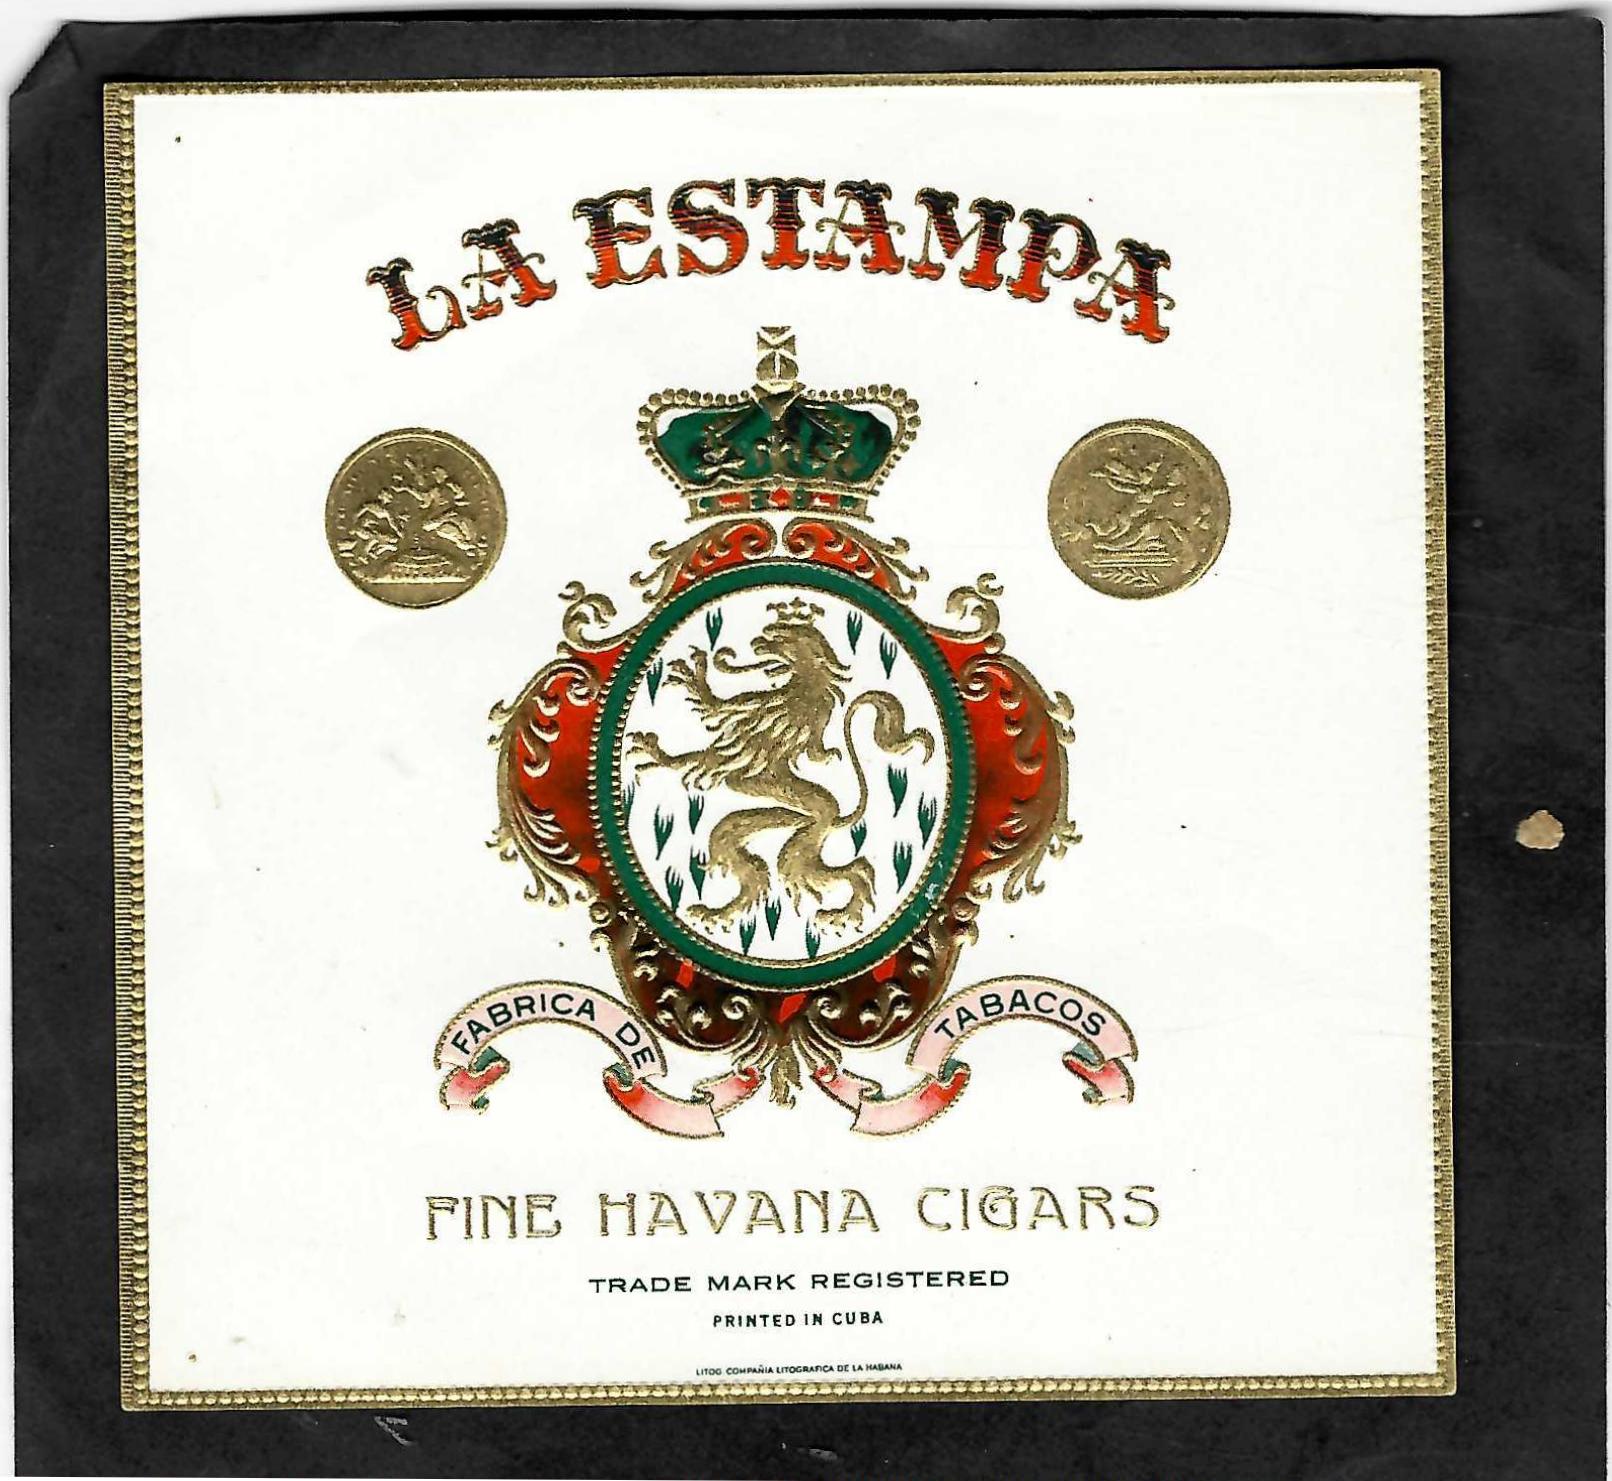 LA ESTAMPA
FABRICA DE TABACOS
FINE HAVANA CIGARS
TRADE MARK REGISTERED
PRINTED IN CUBA
LITOG. COMPAÑIA LITOGRAFICA DE LA HABANA